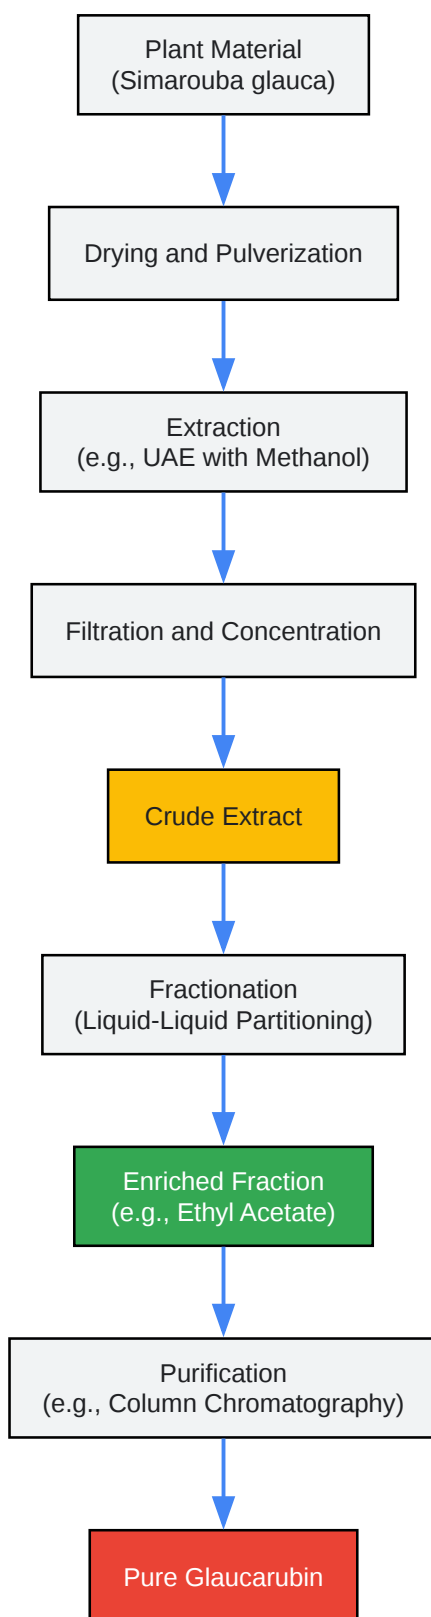 Plant Material
(Simarouba glauca)
Drying and Pulverization
Extraction
(e.g., UAE with Methanol)
Filtration and Concentration
Crude Extract
Fractionation
(Liquid-Liquid Partitioning)
Enriched Fraction
(e.g., Ethyl Acetate)
Purification
(e.g., Column Chromatography)
Pure Glaucarubin